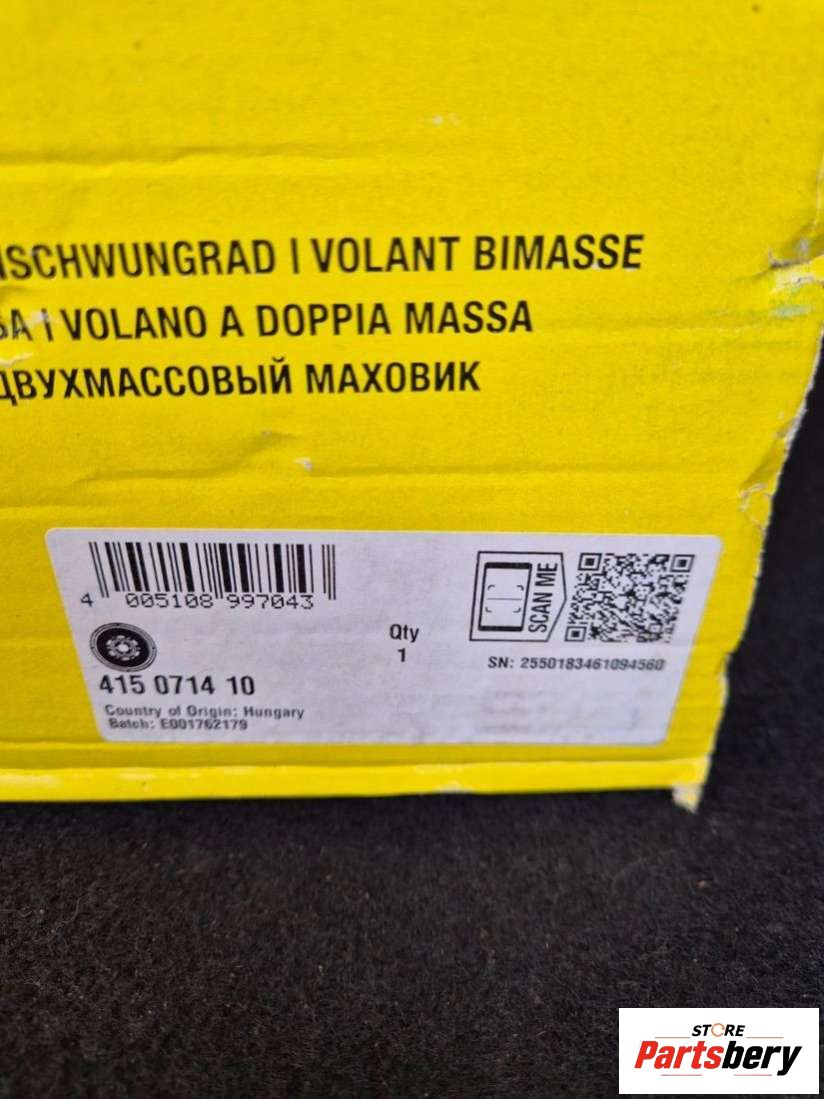 SCHWUNGRAD | VOLANT BIMASSE
SA | VOLANO A DOPPIA MASSA
ДВУХМАССОВЫЙ МАХОВИК
4 005108 997043
Qty
1
SCAN ME
SN: 2550183461094560
415 0714 10
Country of Origin: Hungary
Batch: E001762179
STORE
Partsbery